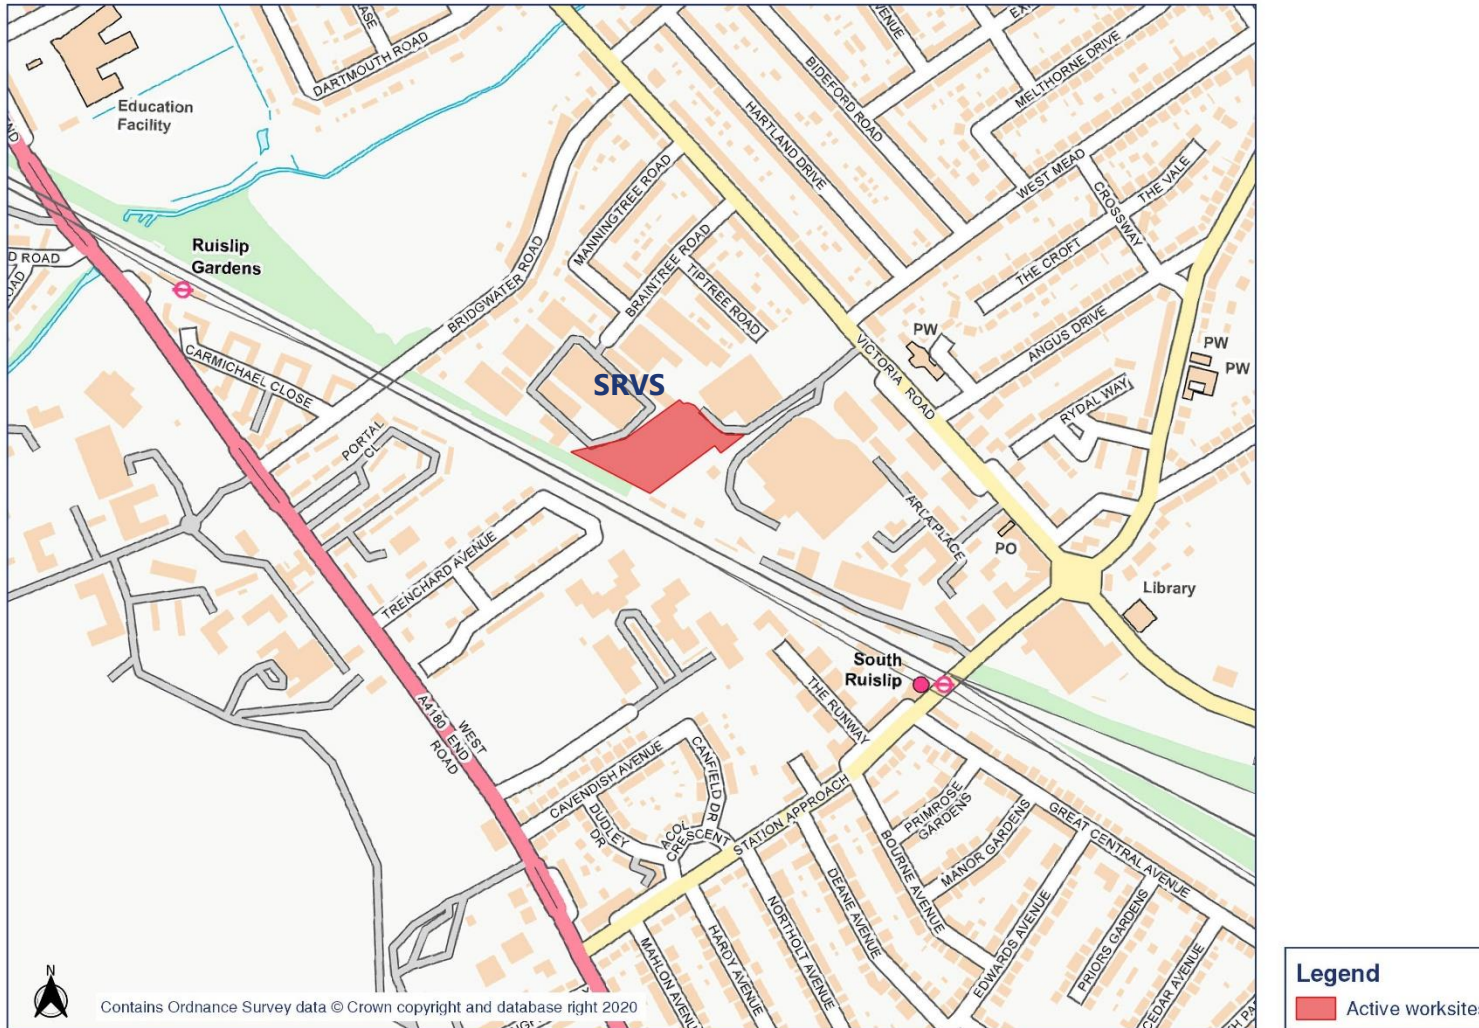 DARTMOUTH ROAD
Education
Facility
AVENUE
BIDEFORD ROAD
MELTHORNE DRIVE
HARTLAND DRIVE
WEST MEAD
THE VALE
CROSSWAY
THE CROFT
MANNINGTREE ROAD
BRAINTREE ROAD
TIPTREE ROAD
BRIDGWATER ROAD
Ruislip
Gardens
D ROAD
CARMICHAEL CLOSE
SRVS
VICTORIA ROAD
PW
ANGUS DRIVE
PW
PW
RYDAL WAY
PORTAL
CL
TRENCHARD AVENUE
ARLA PLACE
PO
Library
South
Ruislip
THE RUNWAY
A4180
WEST
END
ROAD
CAVENDISH AVENUE
CANFIELD DR
DUDLEY
DR
ACOL
CRESCENT
STATION APPROACH
PRIMROSE
GARDENS
MANOR GARDENS
GREAT CENTRAL AVENUE
BOURNE AVENUE
DEANE AVENUE
NORTHOLT AVENUE
HARDY AVENUE
MAHLON AVENUE
EDWARDS AVENUE
PRIORS GARDENS
CEDAR AVENUE
N
Contains Ordnance Survey data © Crown copyright and database right 2020
Legend
Active worksite